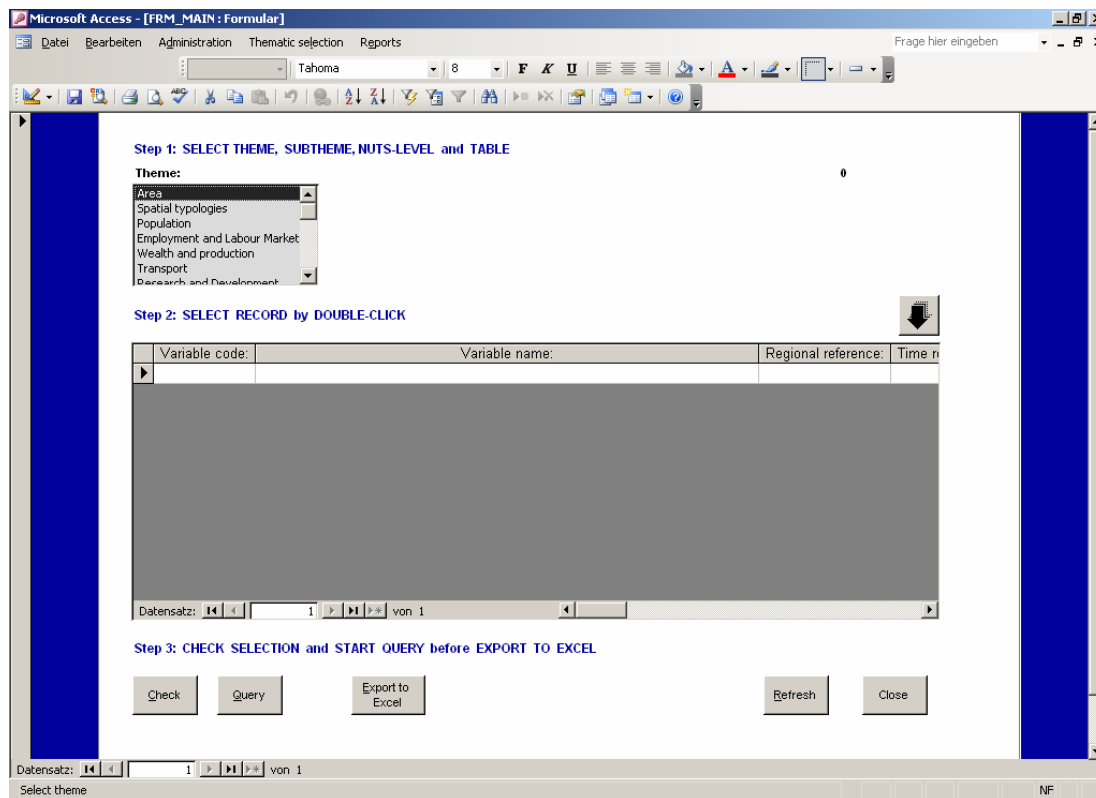 Microsoft Access - [FRM_MAIN : Formular]
Datei Bearbeiten Administration Thematic selection Reports Frage hier eingeben
Tahoma 8 F K U A
Step 1: SELECT THEME, SUBTHEME, NUTS-LEVEL and TABLE
Theme: 0
Area
Spatial typologies
Population
Employment and Labour Market
Wealth and production
Transport
Research and Development
Step 2: SELECT RECORD by DOUBLE-CLICK
Variable code: Variable name: Regional reference: Time
Datensatz: 1 von 1
Step 3: CHECK SELECTION and START QUERY before EXPORT TO EXCEL
Check Query Export to Excel Refresh Close
Datensatz: 1 von 1
Select theme NF